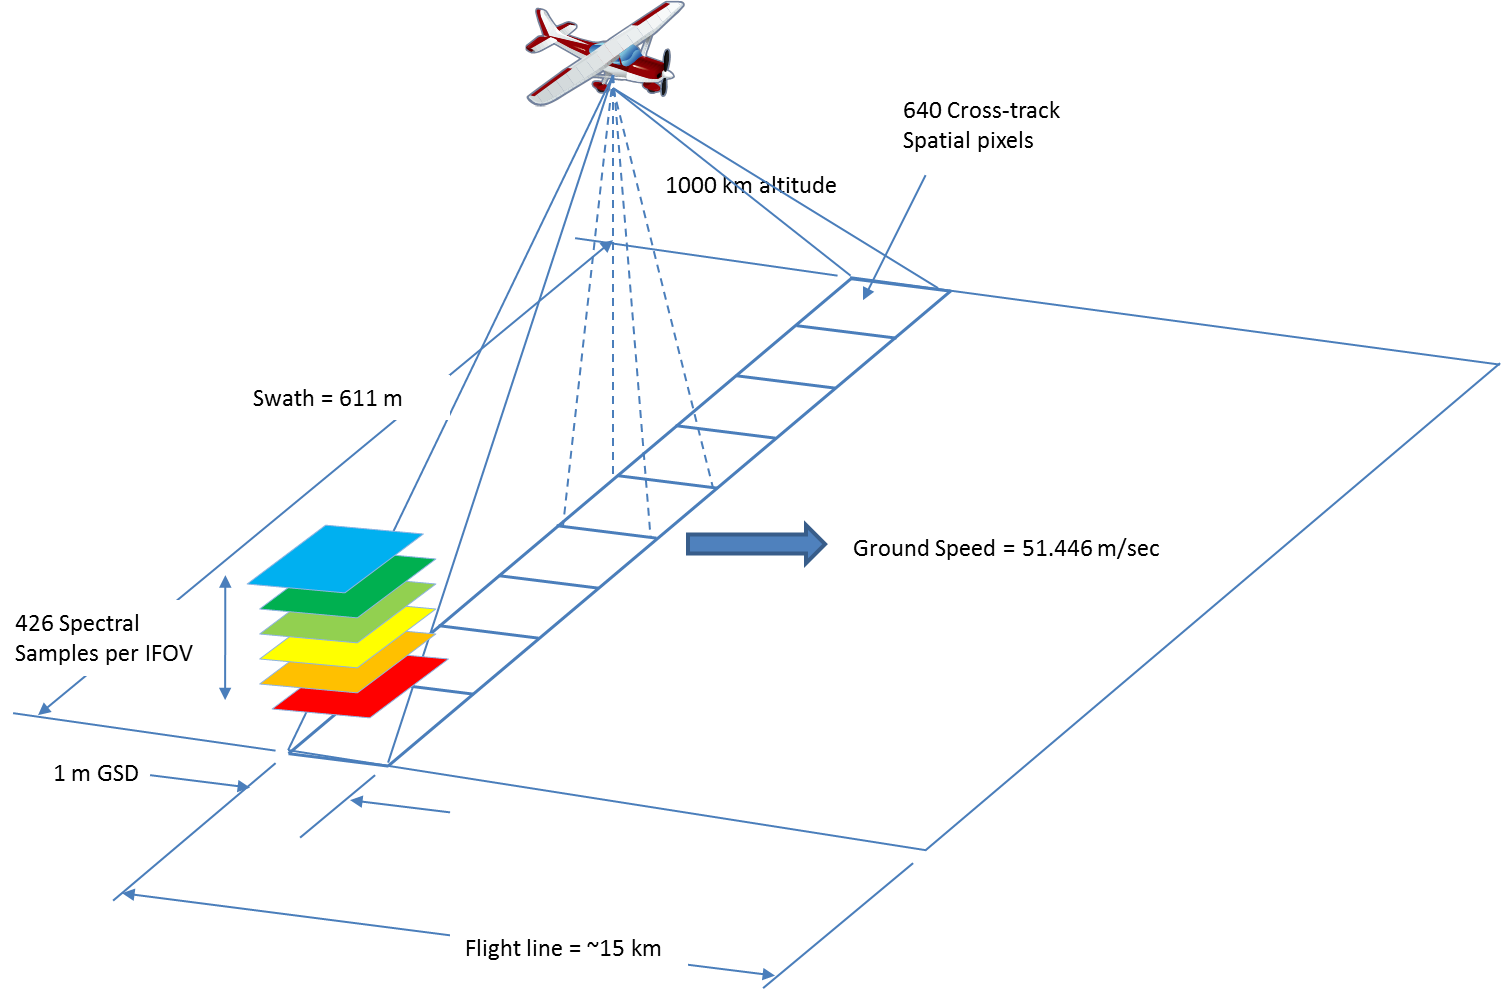 640 Cross-track
Spatial pixels
1000 km altitude
Swath = 611 m
Ground Speed = 51.446 m/sec
426 Spectral
Samples per IFOV
1 m GSD
Flight line = ~15 km